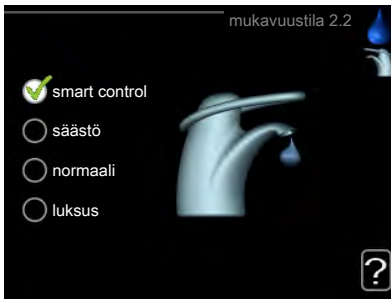 mukavuustila 2.2
smart control
säästö
normaali
luksus
?